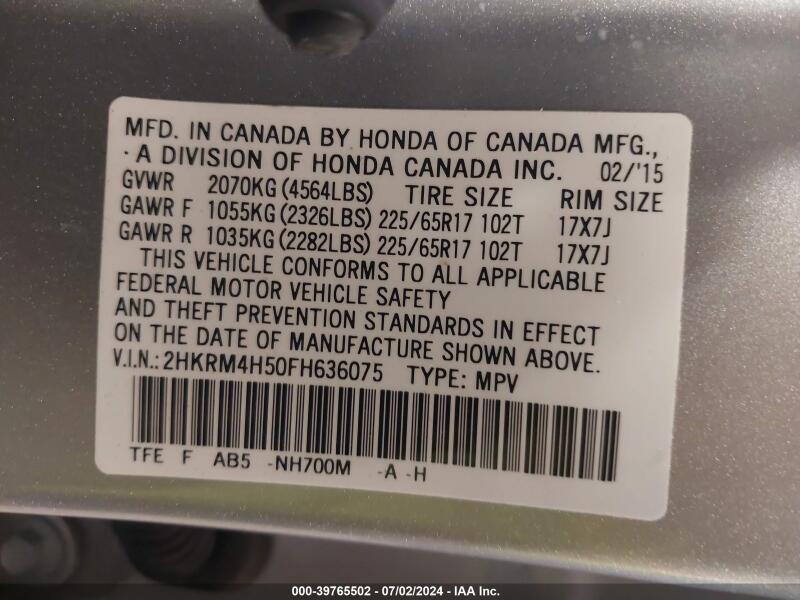 MFD. IN CANADA BY HONDA OF CANADA MFG.,
A DIVISION OF HONDA CANADA INC. 02/'15
GVWR 2070KG (4564LBS) TIRE SIZE RIM SIZE
GAWR F 1055KG (2326LBS) 225/65R17 102T 17X7J
GAWR R 1035KG (2282LBS) 225/65R17 102T 17X7J
THIS VEHICLE CONFORMS TO ALL APPLICABLE
FEDERAL MOTOR VEHICLE SAFETY
AND THEFT PREVENTION STANDARDS IN EFFECT
ON THE DATE OF MANUFACTURE SHOWN ABOVE.
V.I.N.: 2HKRM4H50FH636075 TYPE: MPV
TFE F AB5 -NH700M -A -H
000-39765502 - 07/02/2024 - IAA Inc.